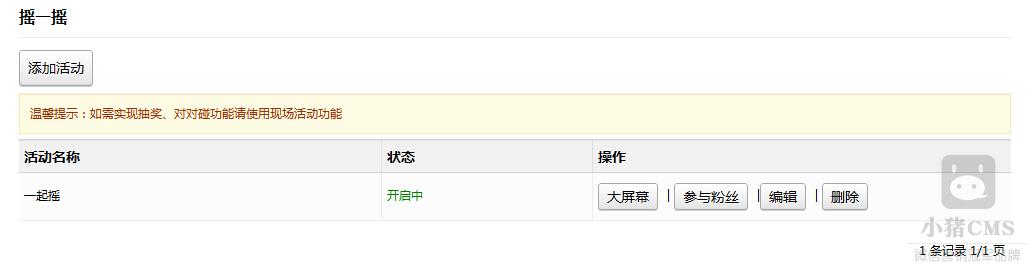 摇一摇
添加活动
温馨提示：如需实现抽奖、对对碰功能请使用现场活动功能
活动名称 状态 操作
一起摇 开启中 大屏幕 | 参与粉丝 | 编辑 | 删除
小猪CMS
1 条记录 1/1 页